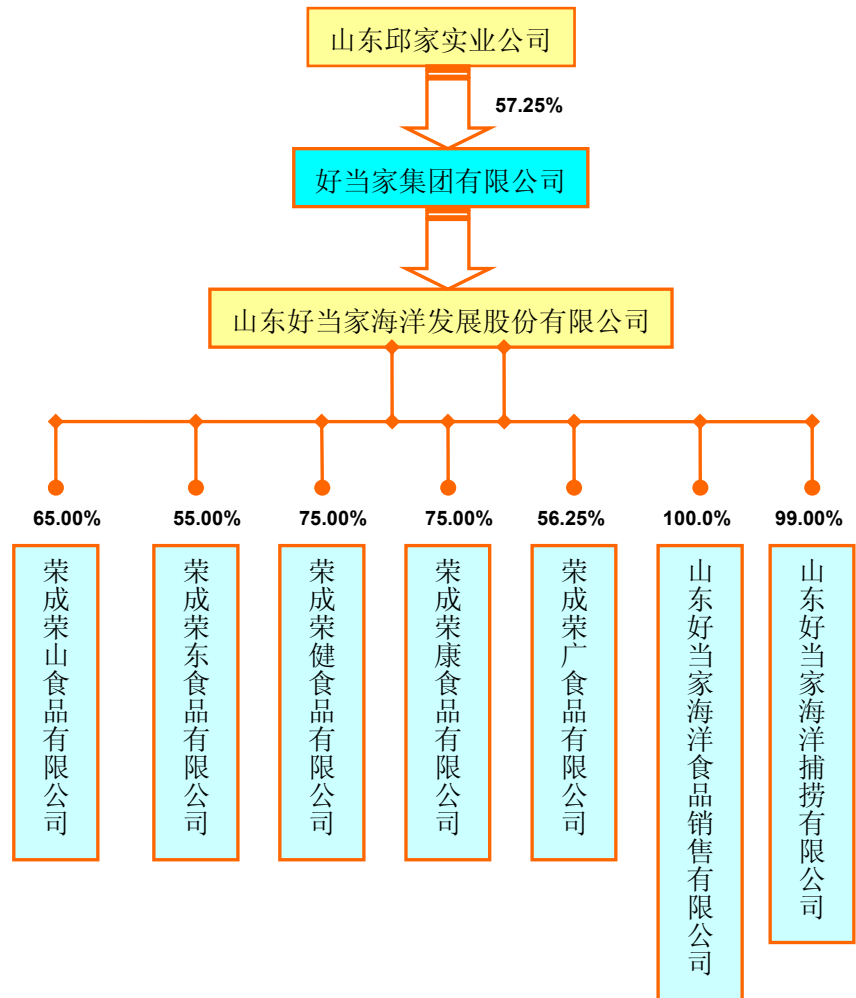 山东邱家实业公司
57.25%
好当家集团有限公司
山东好当家海洋发展股份有限公司
65.00%
55.00%
75.00%
75.00%
56.25%
100.0%
99.00%
荣成荣山食品有限公司
荣成荣东食品有限公司
荣成荣健食品有限公司
荣成荣康食品有限公司
荣成荣广食品有限公司
山东好当家海洋食品销售有限公司
山东好当家海洋捕捞有限公司